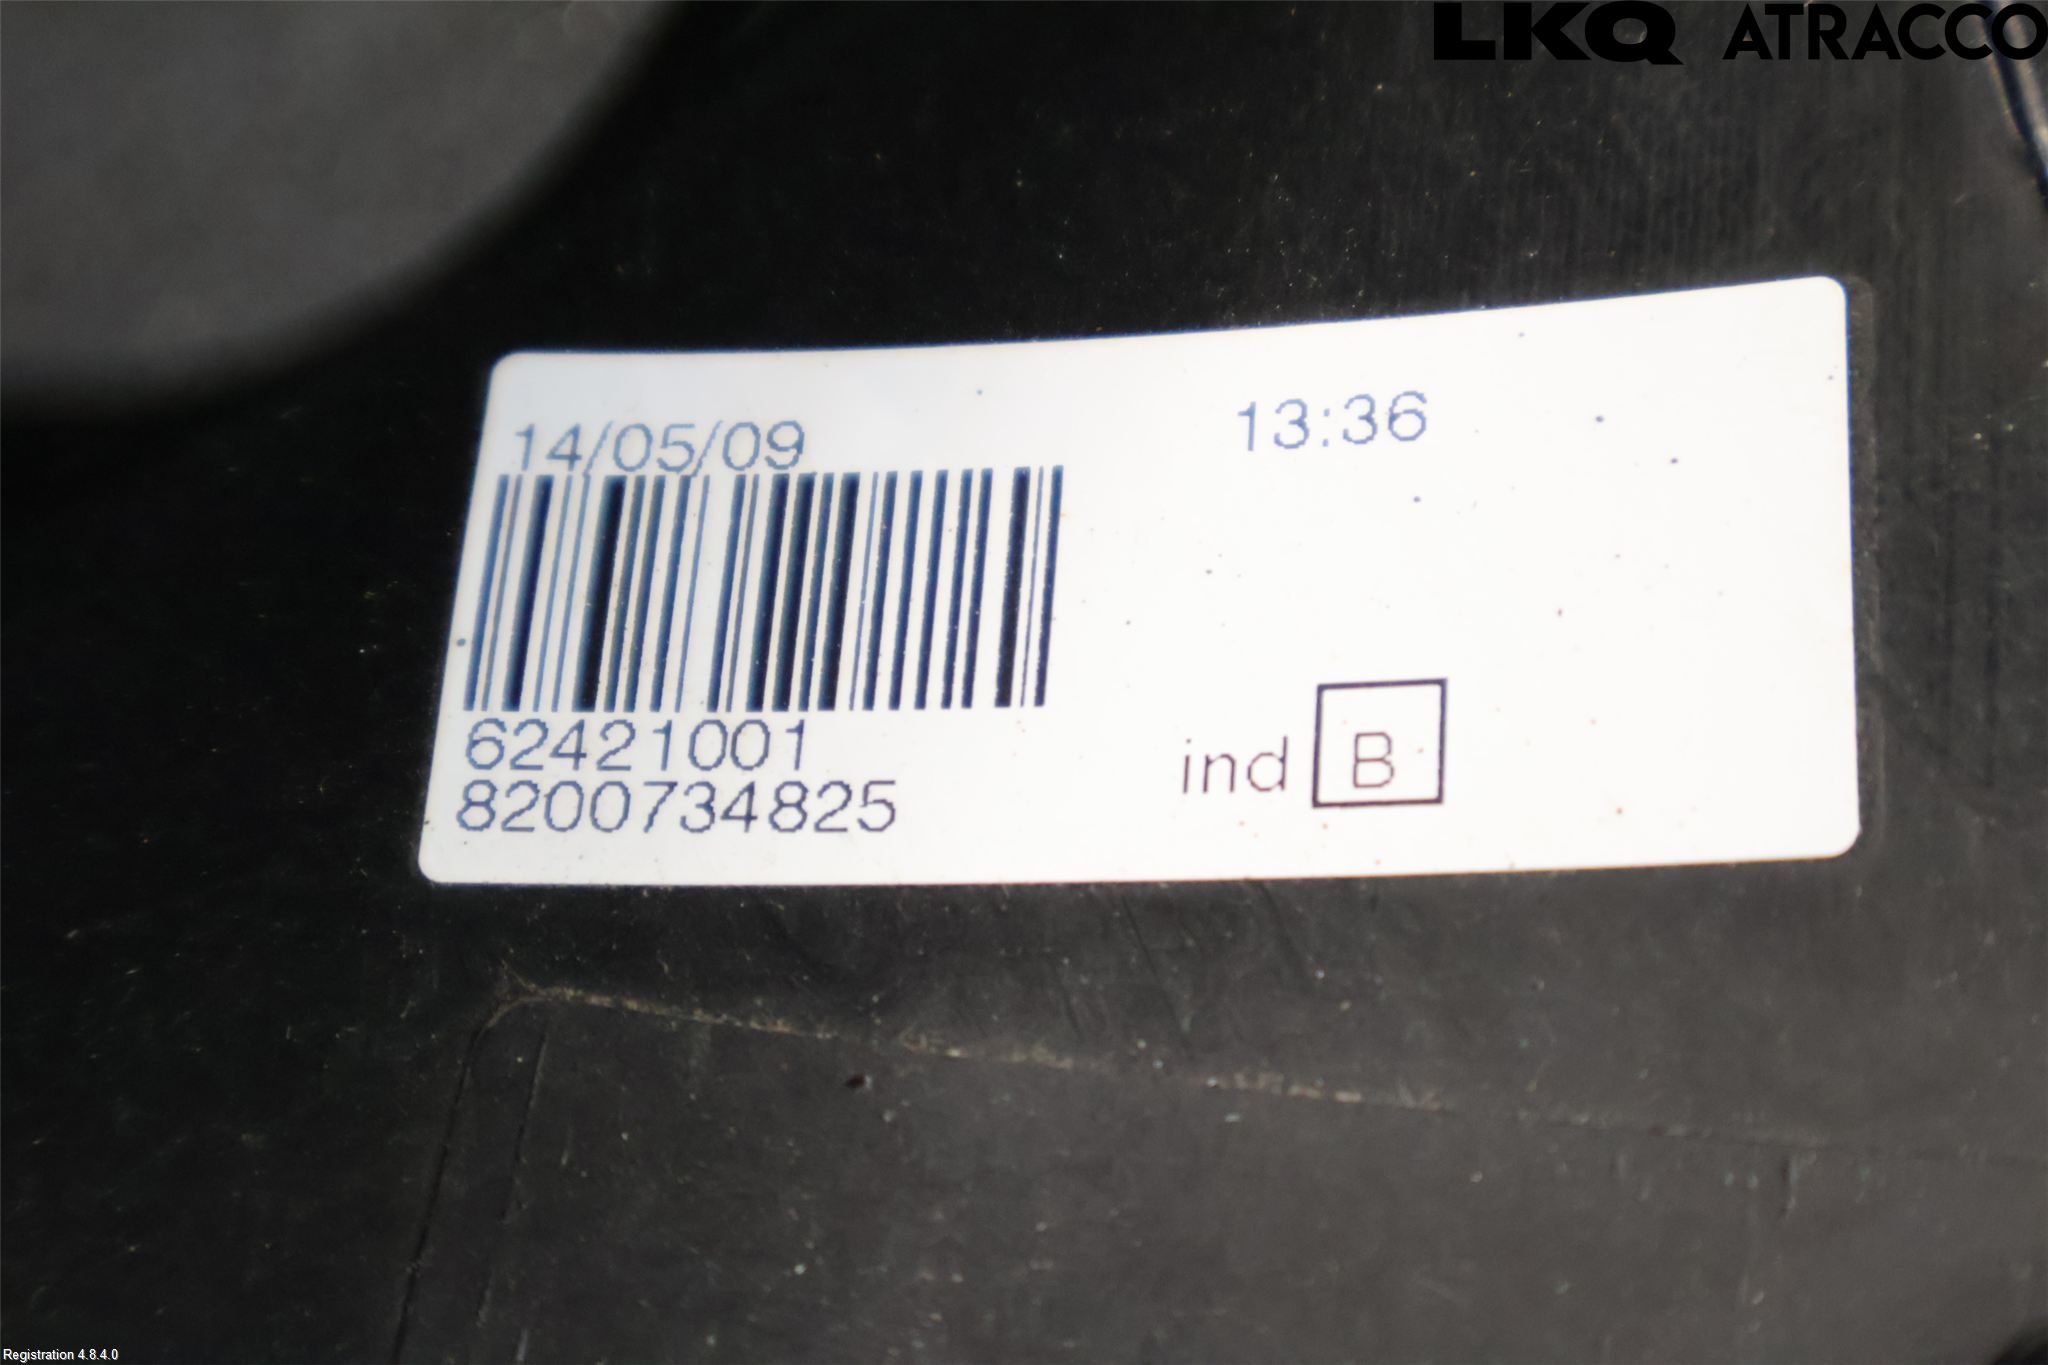 LKQ ATRACCO
14/05/09 13:36
62421001
8200734825
ind B
Registration 4.8.4.0